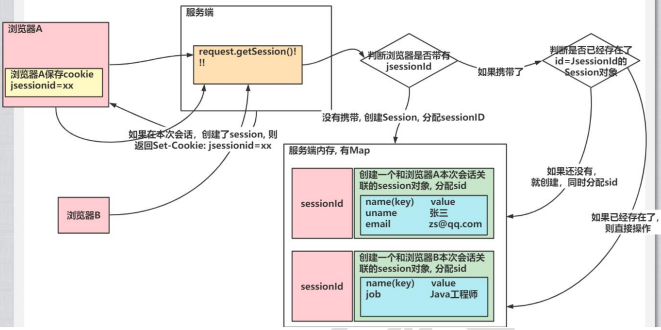 浏览器A
浏览器A保存cookie
jsessionid=xx
服务端
request.getSession()!
!!
判断浏览器是否带有
jsessionId
如果携带了
判断是否已经存在了
id=JsessionId的
Session对象
没有携带, 创建Session, 分配sessionID
如果在本次会话，创建了session, 则
返回Set-Cookie: jsessionid=xx
浏览器B
服务端内存, 有Map
sessionId
创建一个和浏览器A本次会话关
联的session对象, 分配sid
name(key) value
uname 张三
email zs@qq.com
sessionId
创建一个和浏览器B本次会话关
联的session对象, 分配sid
name(key) value
job Java工程师
如果还没有,
就创建，同时分配sid
如果已经存在了，
则直接操作